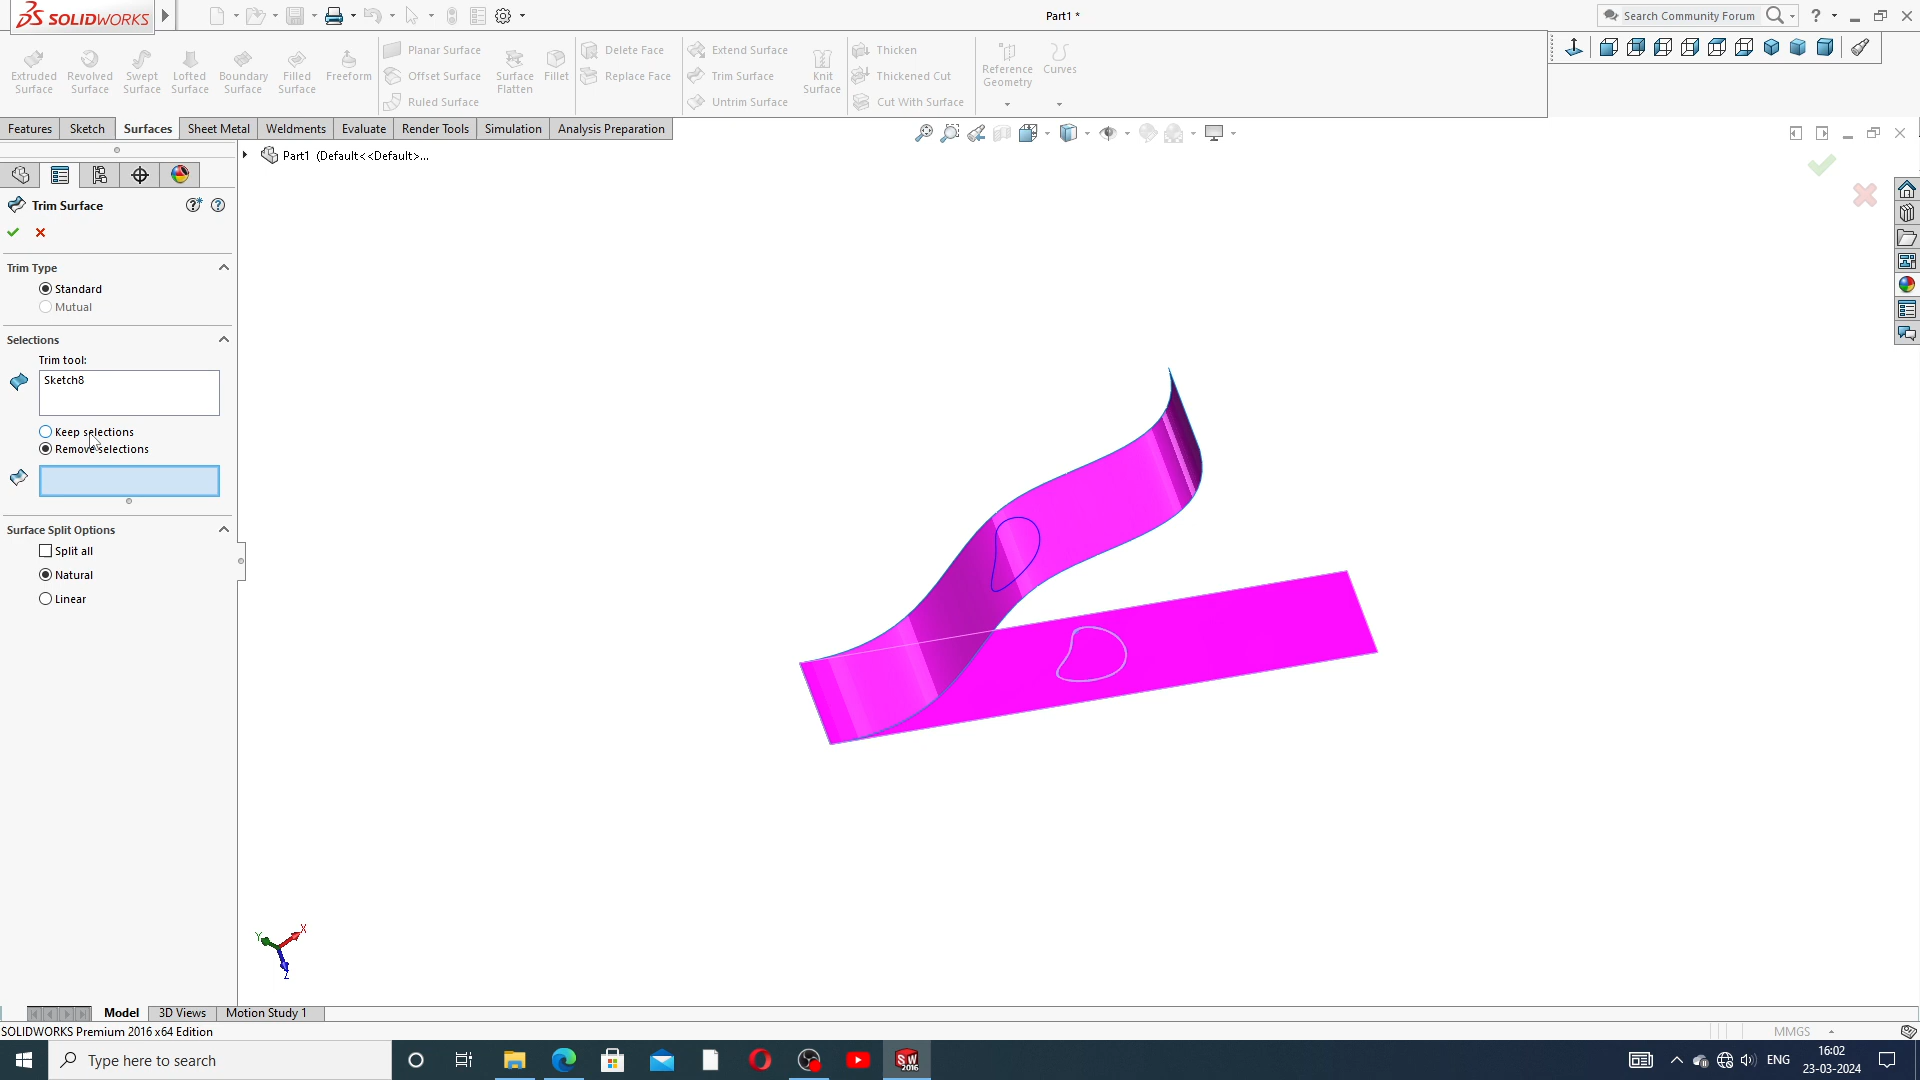 SOLIDWORKS
Part1 *
Search Community Forum
Extruded Surface
Revolved Surface
Swept Surface
Lofted Surface
Boundary Surface
Filled Surface
Freeform
Planar Surface
Offset Surface
Ruled Surface
Surface Flatten
Fillet
Delete Face
Replace Face
Extend Surface
Trim Surface
Untrim Surface
Knit Surface
Thicken
Thickened Cut
Cut With Surface
Reference Geometry
Curves
Features
Sketch
Surfaces
Sheet Metal
Weldments
Evaluate
Render Tools
Simulation
Analysis Preparation
Part1 (Default<<Default>...
Trim Surface
Trim Type
Standard
Mutual
Selections
Trim tool:
Sketch8
Keep selections
Remove selections
Surface Split Options
Split all
Natural
Linear
Y
X
Z
Model
3D Views
Motion Study 1
SOLIDWORKS Premium 2016 x64 Edition
MMGS
Type here to search
SW
2016
ENG
16:02
23-03-2024